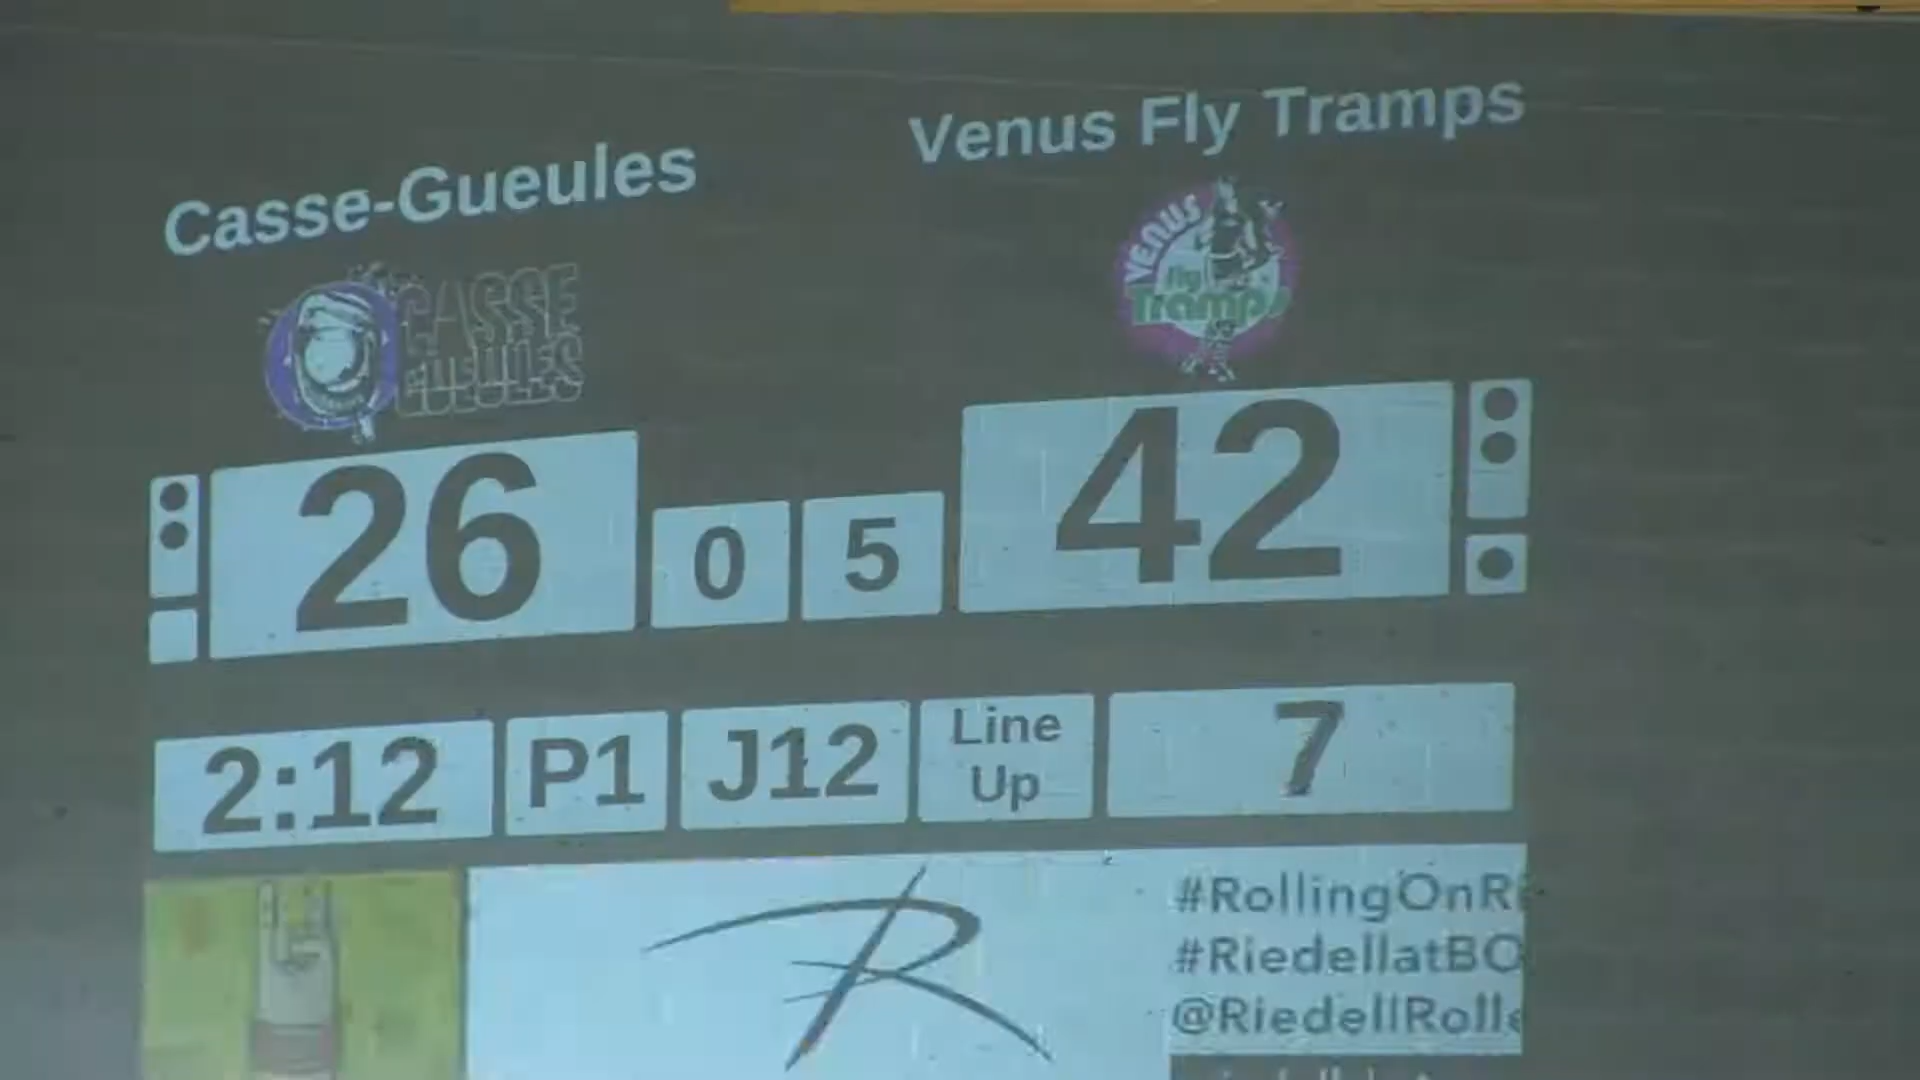 Venus Fly Tramps
Casse-Gueules
VENUS
fly
Tramps
CASSE
GUEULES
26
0
5
42
2:12
P1
J12
Line
Up
7
R
#RollingOnRi
#RiedellatBO
@RiedellRolle